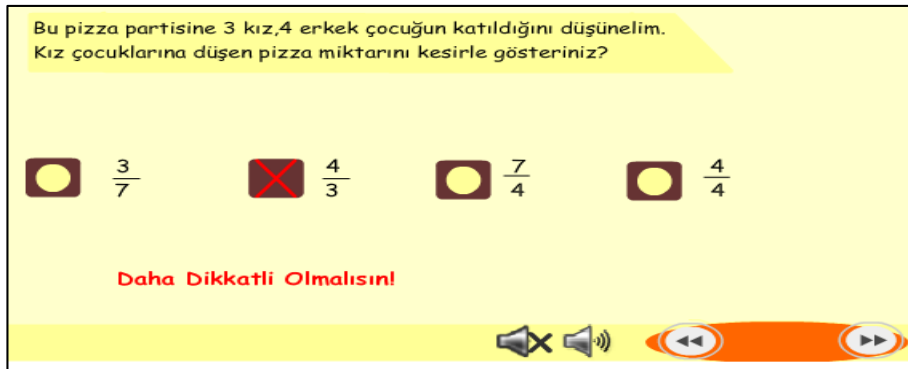 Bu pizza partisine 3 kız,4 erkek çocuğun katıldığını düşünelim.
Kız çocuklarına düşen pizza miktarını kesirle gösteriniz?
3/7 4/3 7/4 4/4
Daha Dikkatli Olmalısın!